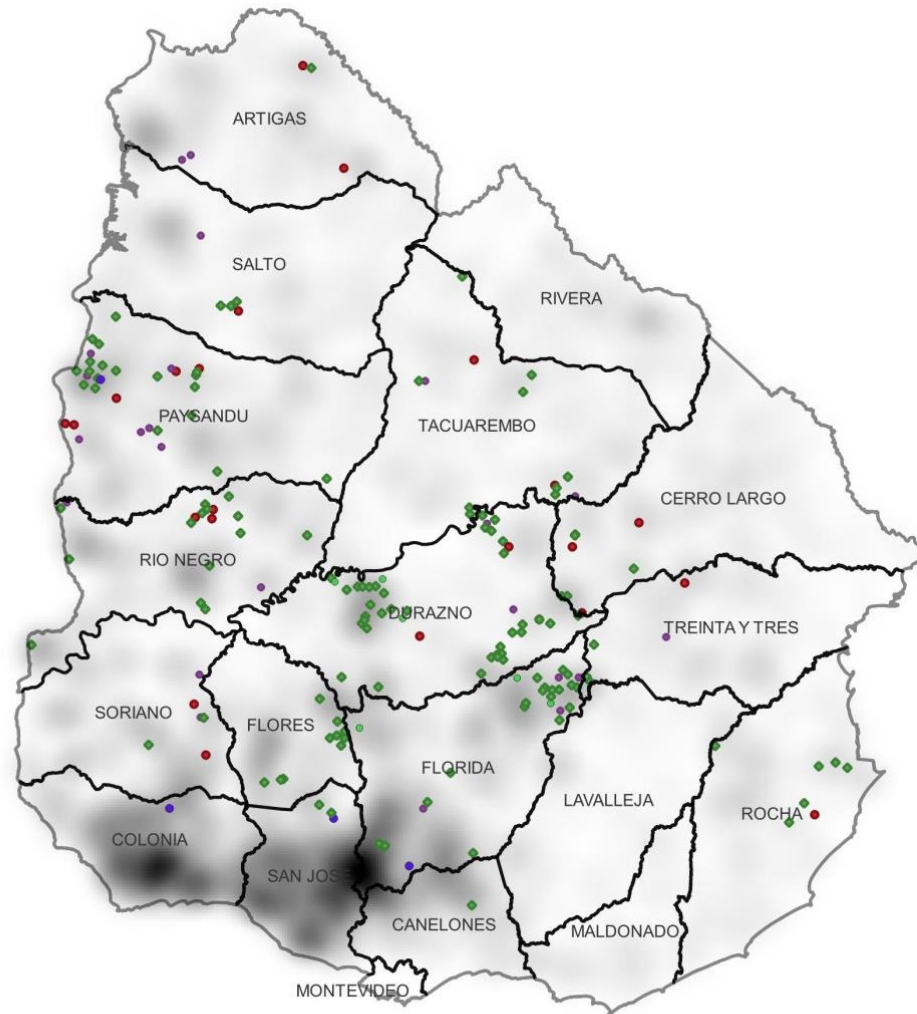 ARTIGAS
SALTO
RIVERA
PAYSANDU
TACUAREMBO
CERRO LARGO
RIO NEGRO
DURAZNO
TREINTA Y TRES
SORIANO
FLORES
FLORIDA
LAVALLEJA
ROCHA
COLONIA
SAN JOSE
CANELONES
MALDONADO
MONTEVIDEO